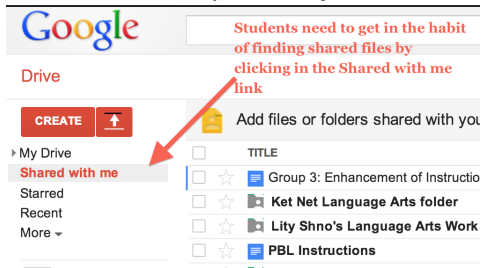 Google
Students need to get in the habit
of finding shared files by
clicking in the Shared with me
link
Drive
CREATE
Add files or folders shared with you
My Drive
Shared with me
Starred
Recent
More
TITLE
Group 3: Enhancement of Instructio
Ket Net Language Arts folder
Lity Shno's Language Arts Work
PBL Instructions